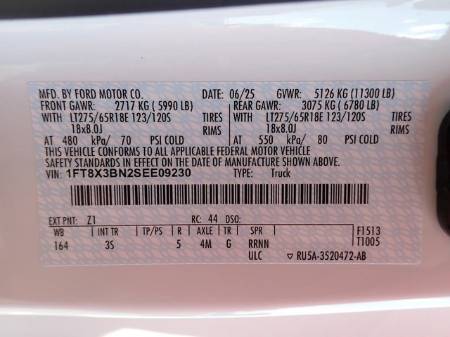 MFD. BY FORD MOTOR CO. 06/25 GVWR: 5126 KG (11300 LB)
FRONT GAWR: 2717 KG (5990 LB) REAR GAWR: 3075 KG (6780 LB)
WITH LT275/65R18E 123/120S TIRES WITH LT275/65R18E 123/120S TIRES
18x8.0J RIMS 18x8.0J RIMS
AT 480 kPa/ 70 PSI COLD AT 550 kPa/ 80 PSI COLD
THIS VEHICLE CONFORMS TO ALL APPLICABLE FEDERAL MOTOR VEHICLE
SAFETY STANDARDS IN EFFECT ON THE DATE OF MANUFACTURE SHOWN ABOVE.
VIN: 1FT8X3BN2SEE09230 TYPE: Truck
EXT PNT: Z1 RC: 44 DSO: F1513
WB INT TR TP/PS R AXLE TR SPR T1005
164 3S 5 4M G RRNN
ULC RU5A-3520472-AB